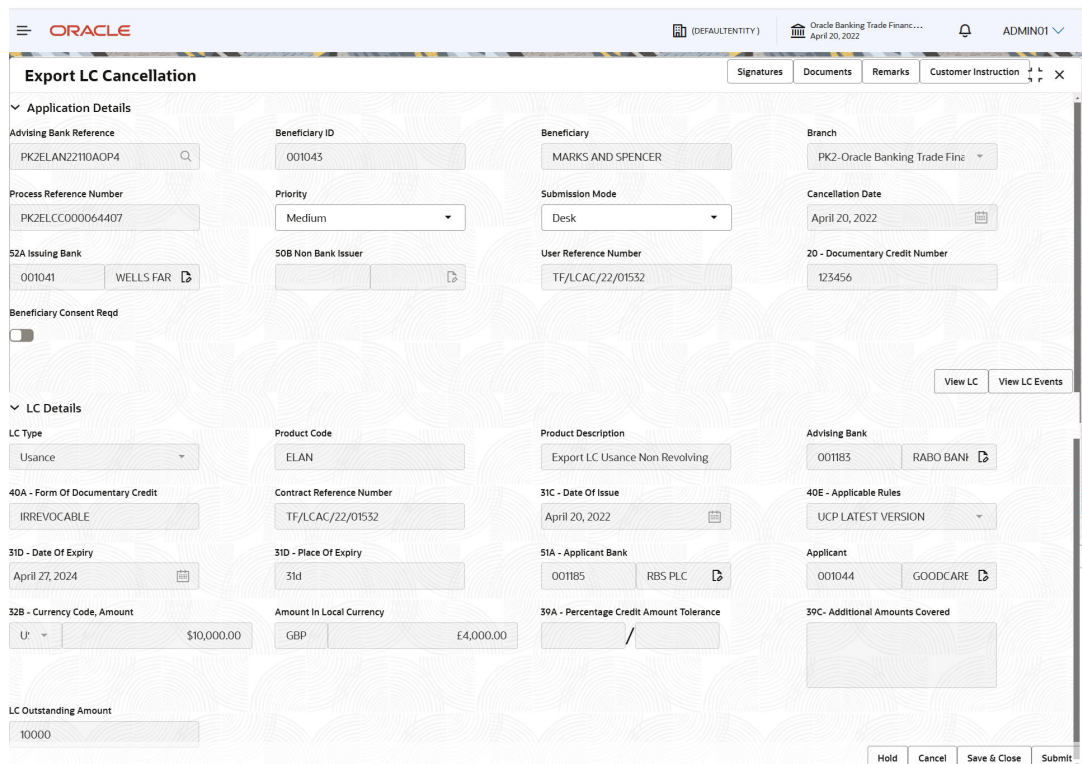 ORACLE
(DEFAULTENTITY)
Oracle Banking Trade Financ...
April 20, 2022
ADMIN01
Export LC Cancellation
Signatures
Documents
Remarks
Customer Instruction
Application Details
Advising Bank Reference
Beneficiary ID
Beneficiary
Branch
PK2ELAN22110AOP4
001043
MARKS AND SPENCER
PK2-Oracle Banking Trade Fina
Process Reference Number
Priority
Submission Mode
Cancellation Date
PK2ELCC000064407
Medium
Desk
April 20, 2022
52A Issuing Bank
50B Non Bank Issuer
User Reference Number
20 - Documentary Credit Number
001041
WELLS FAR
TF/LCAC/22/01532
123456
Beneficiary Consent Reqd
View LC
View LC Events
LC Details
LC Type
Product Code
Product Description
Advising Bank
Usance
ELAN
Export LC Usance Non Revolving
001183
RABO BANK
40A - Form Of Documentary Credit
Contract Reference Number
31C - Date Of Issue
40E - Applicable Rules
IRREVOCABLE
TF/LCAC/22/01532
April 20, 2022
UCP LATEST VERSION
31D - Date Of Expiry
31D - Place Of Expiry
51A - Applicant Bank
Applicant
April 27, 2024
31d
001185
RBS PLC
001044
GOODCARE
32B - Currency Code, Amount
Amount In Local Currency
39A - Percentage Credit Amount Tolerance
39C- Additional Amounts Covered
$10,000.00
GBP
£4,000.00
/
LC Outstanding Amount
10000
Hold
Cancel
Save & Close
Submit